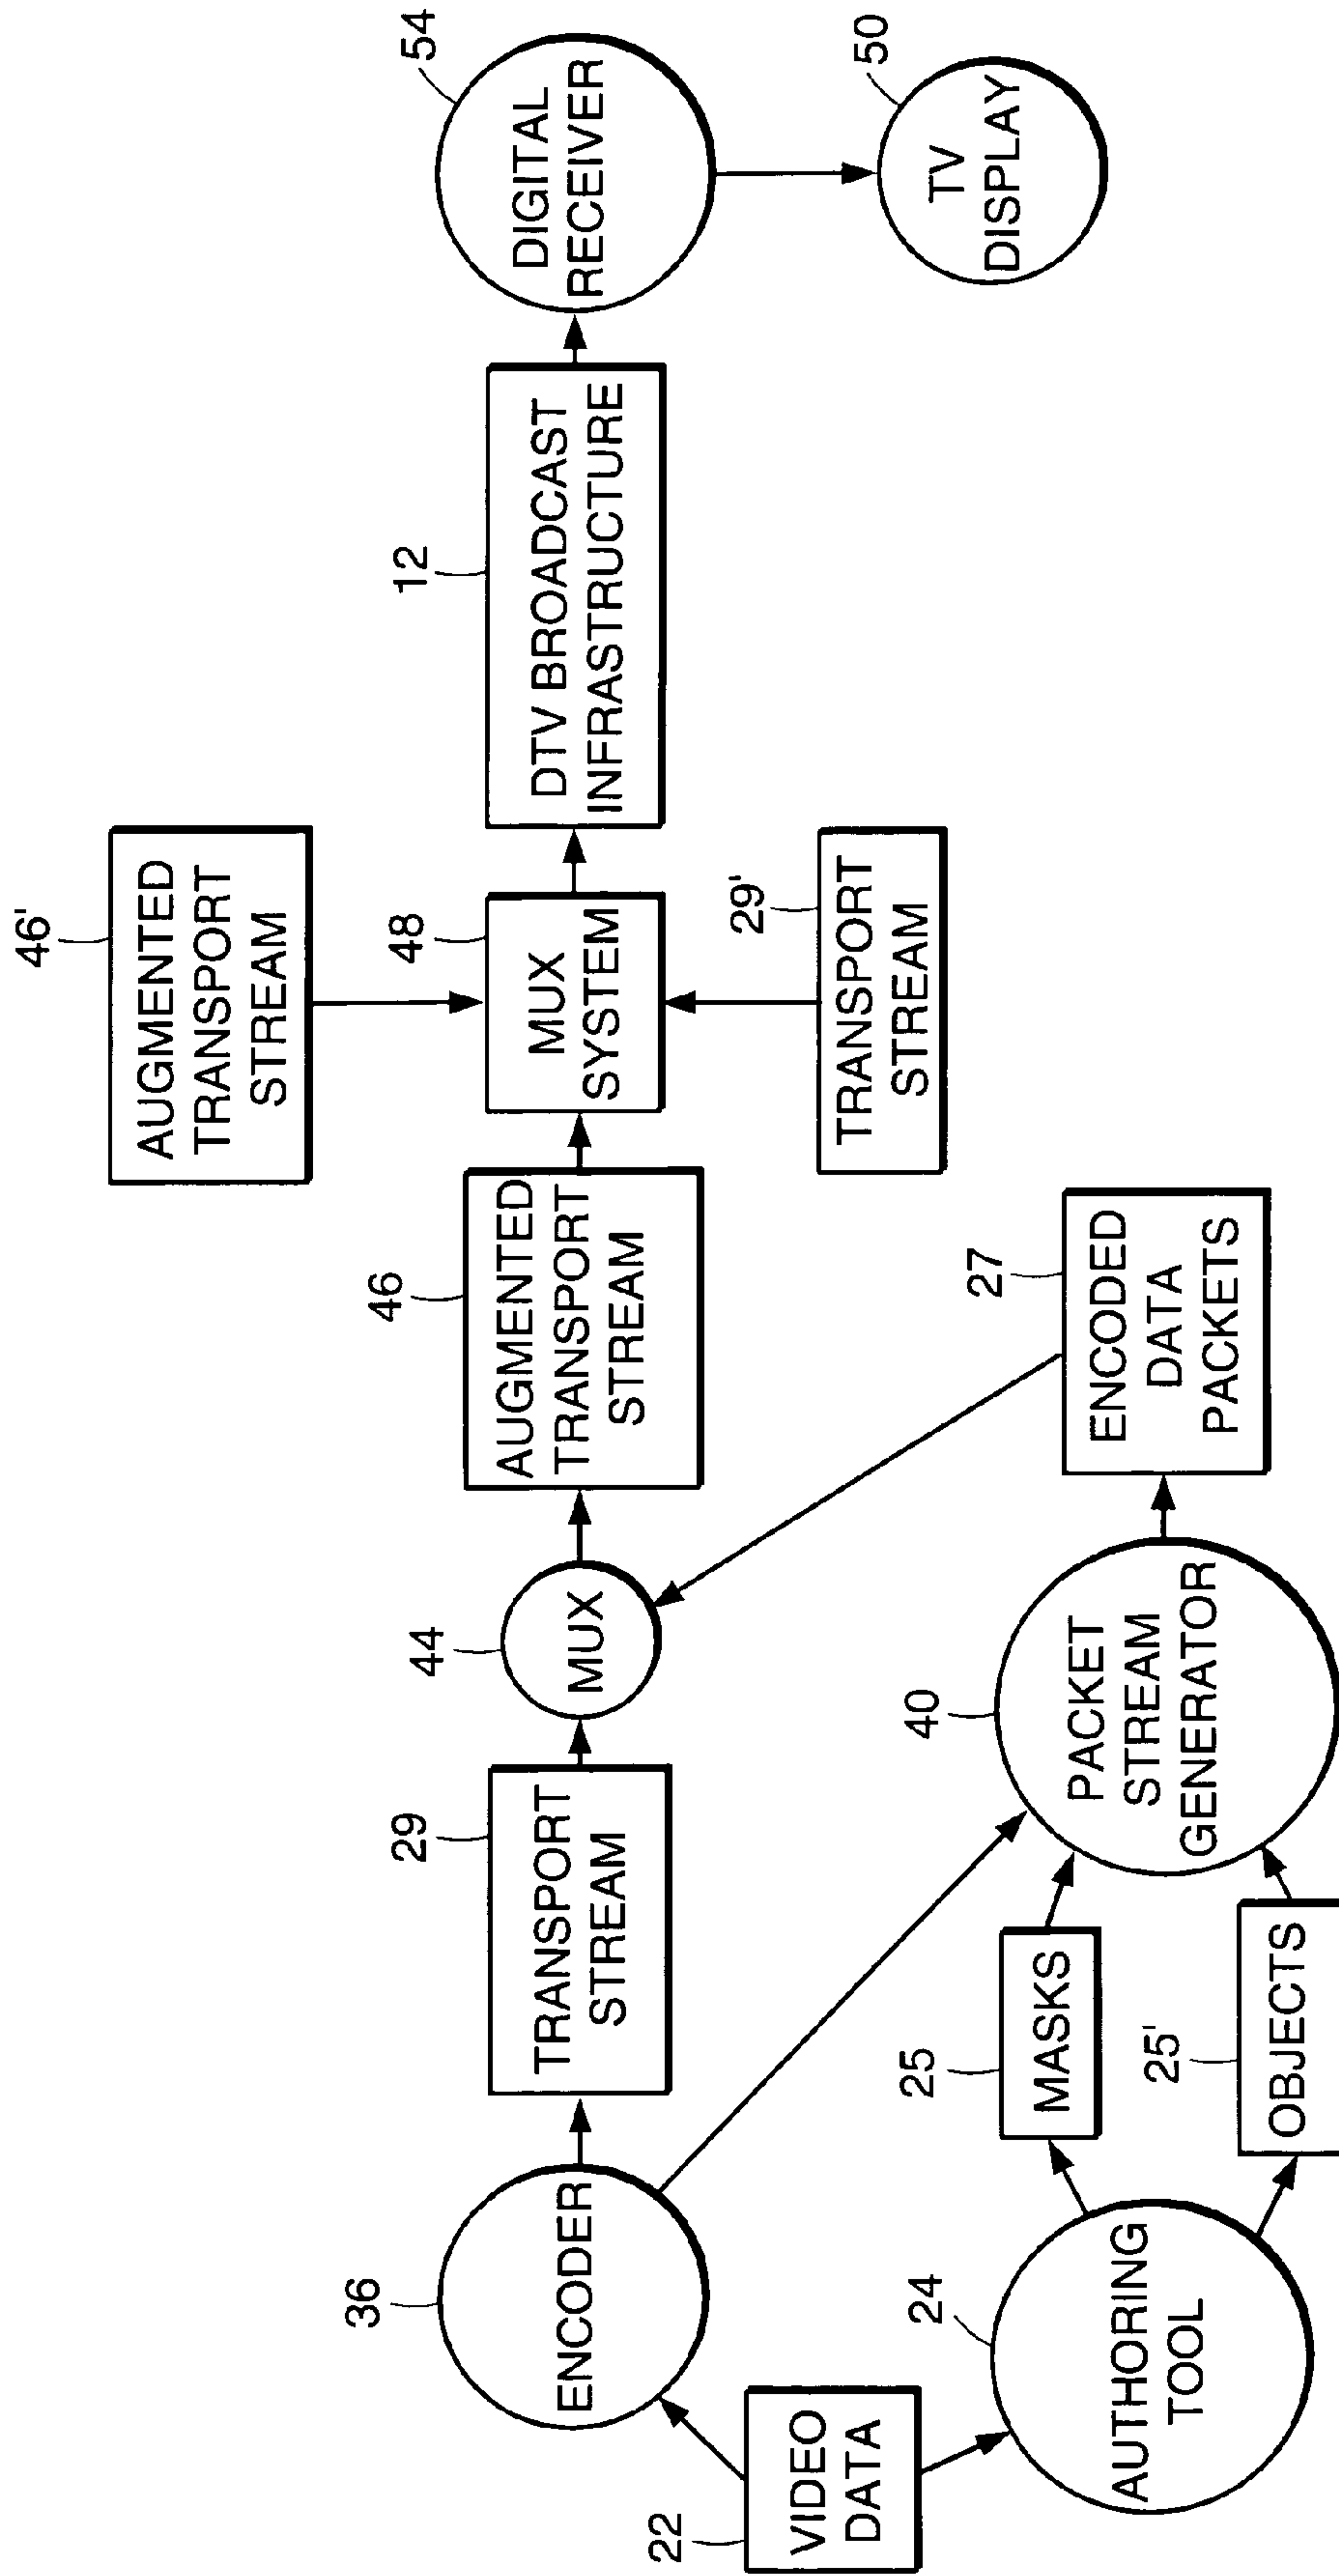 46'
AUGMENTED
TRANSPORT
STREAM
36
ENCODER
29
TRANSPORT
STREAM
44
MUX
46
AUGMENTED
TRANSPORT
STREAM
48
MUX
SYSTEM
12
DTV BROADCAST
INFRASTRUCTURE
54
DIGITAL
RECEIVER
22
VIDEO
DATA
29'
TRANSPORT
STREAM
50
TV
DISPLAY
24
AUTHORING
TOOL
25
MASKS
25'
OBJECTS
40
PACKET
STREAM
GENERATOR
27
ENCODED
DATA
PACKETS